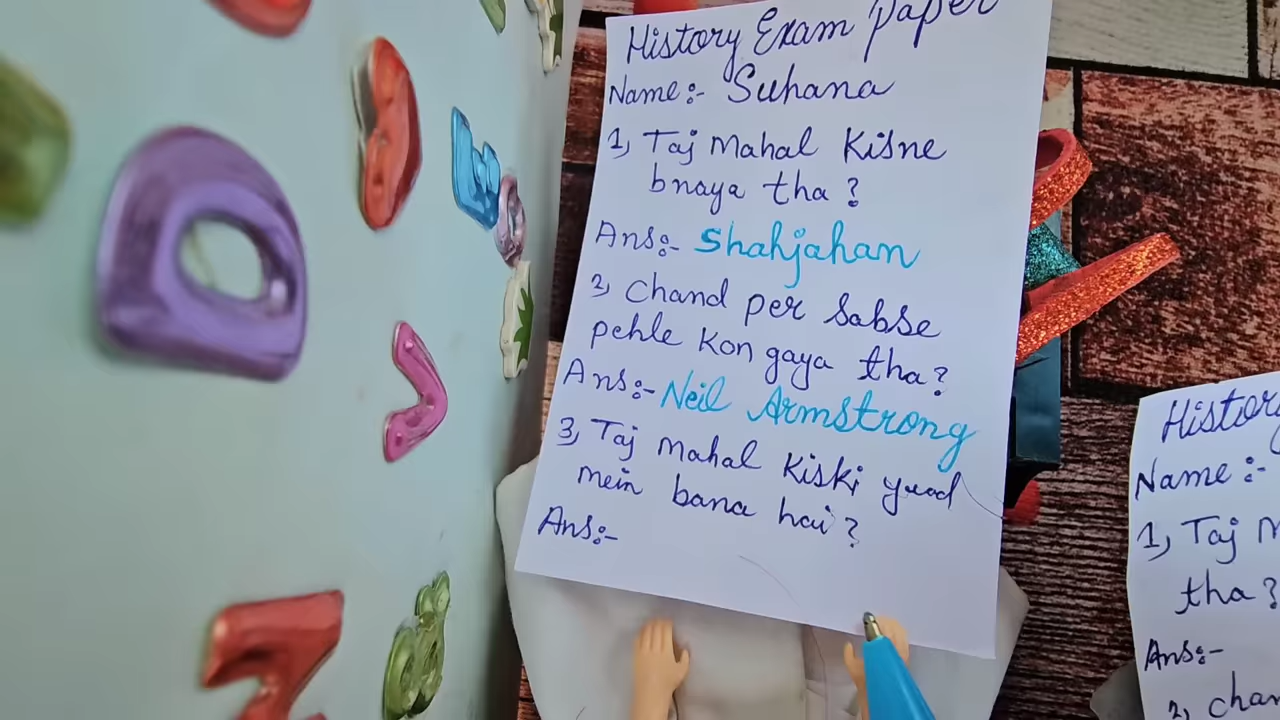 History Exam Paper
Name:- Suhana
1, Taj Mahal Kisne
bnaya tha?
Ans:- Shahjahan
2, Chand per Sabse
pehle Kon gaya tha?
Ans:- Neil Armstrong
3, Taj Mahal Kiski yaad
mein bana hai?
Ans:-
History
Name:-
1, Taj
tha?
Ans:-
2,